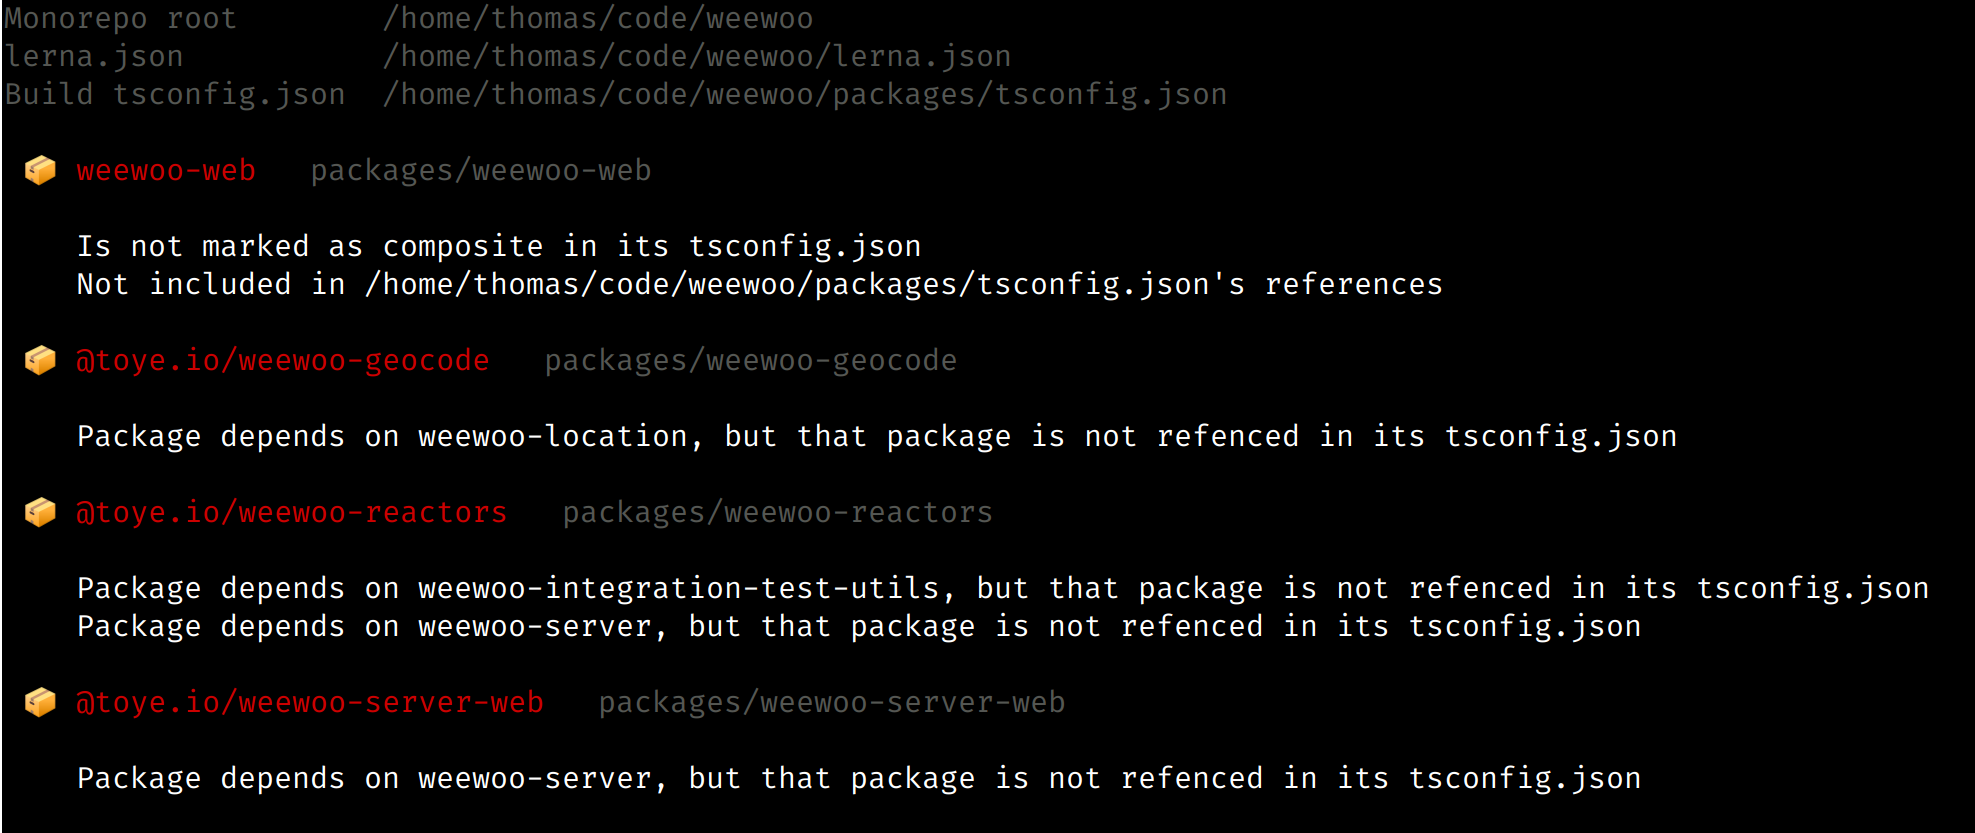 Monorepo root /home/thomas/code/weewoo
lerna.json /home/thomas/code/weewoo/lerna.json
Build tsconfig.json /home/thomas/code/weewoo/packages/tsconfig.json
weewoo-web packages/weewoo-web
Is not marked as composite in its tsconfig.json
Not included in /home/thomas/code/weewoo/packages/tsconfig.json's references
@toye.io/weewoo-geocode packages/weewoo-geocode
Package depends on weewoo-location, but that package is not refenced in its tsconfig.json
@toye.io/weewoo-reactors packages/weewoo-reactors
Package depends on weewoo-integration-test-utils, but that package is not refenced in its tsconfig.json
Package depends on weewoo-server, but that package is not refenced in its tsconfig.json
@toye.io/weewoo-server-web packages/weewoo-server-web
Package depends on weewoo-server, but that package is not refenced in its tsconfig.json